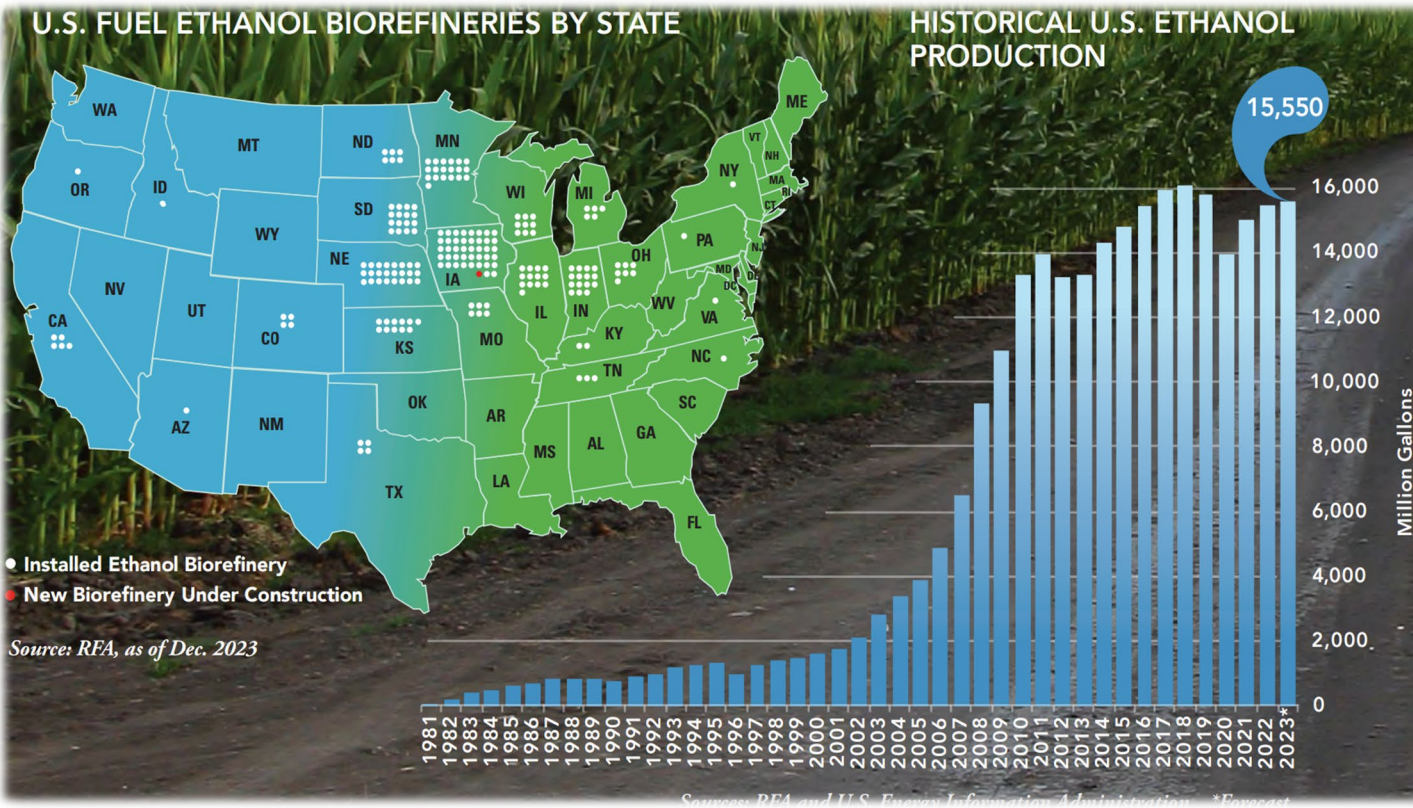 U.S. FUEL ETHANOL BIOREFINERIES BY STATE
HISTORICAL U.S. ETHANOL
PRODUCTION
WA
MT
ND
MN
ME
VT
NH
OR
ID
SD
WI
MI
NY
MA
RI
CT
WY
NE
IA
PA
NJ
OH
MD
DE
DC
NV
UT
CO
CA
KS
MO
IL
IN
WV
VA
KY
NC
TN
AZ
NM
OK
AR
SC
MS
AL
GA
TX
LA
FL
Installed Ethanol Biorefinery
New Biorefinery Under Construction
Source: RFA, as of Dec. 2023
15,550
16,000
14,000
12,000
10,000
8,000
6,000
4,000
2,000
0
Million Gallons
1981
1982
1983
1984
1985
1986
1987
1988
1989
1990
1991
1992
1993
1994
1995
1996
1997
1998
1999
2000
2001
2002
2003
2004
2005
2006
2007
2008
2009
2010
2011
2012
2013
2014
2015
2016
2017
2018
2019
2020
2021
2022
2023*
Sources: RFA and U.S. Energy Information Administration *Forecast